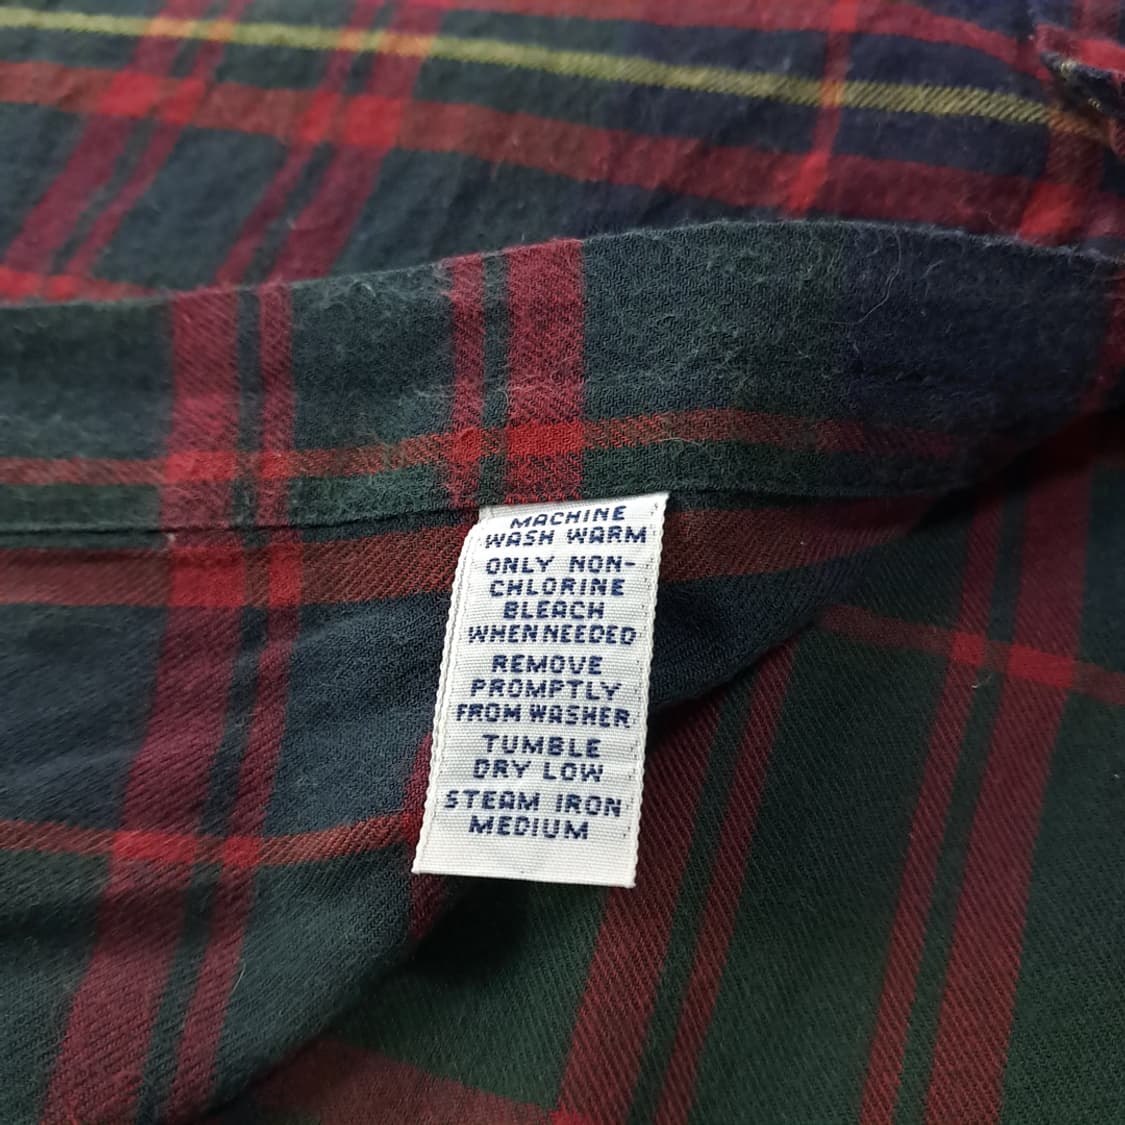 MACHINE
WASH WARM
ONLY NON-
CHLORINE
BLEACH
WHEN NEEDED
REMOVE
PROMPTLY
FROM WASHER
TUMBLE
DRY LOW
STEAM IRON
MEDIUM